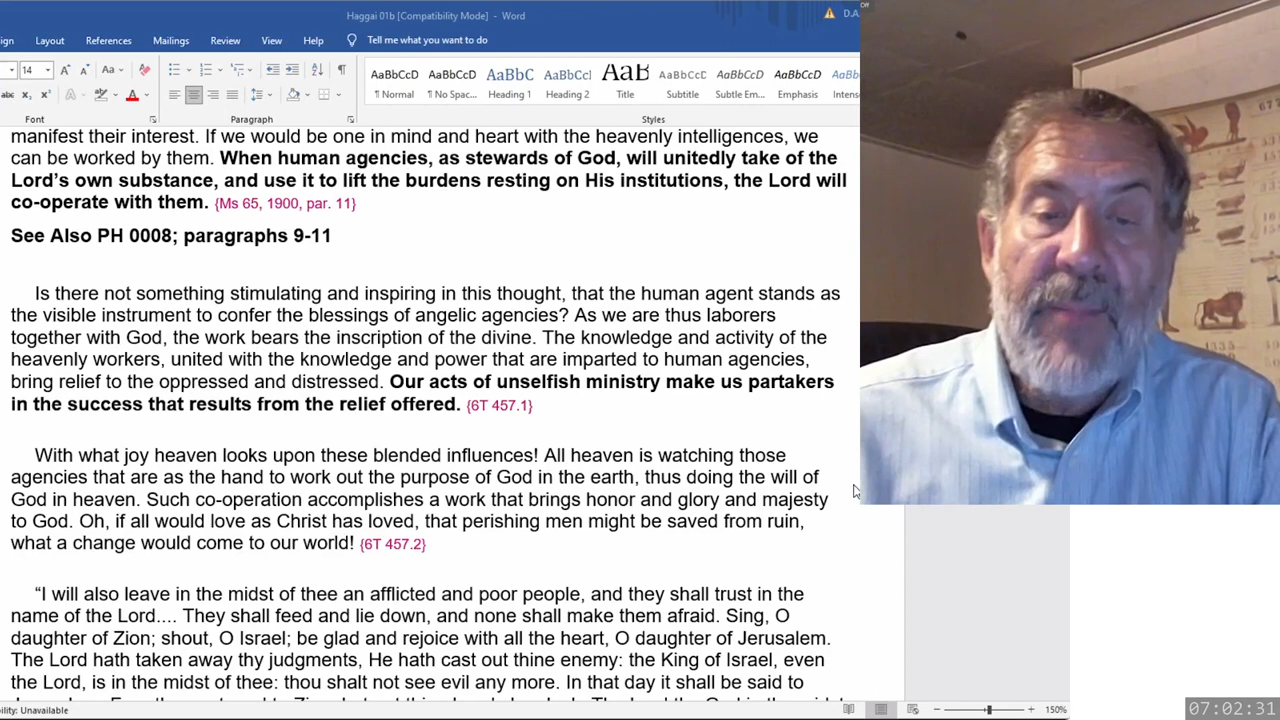 Haggai 01b [Compatibility Mode] - Word
D.A.
Off
ign Layout References Mailings Review View Help Tell me what you want to do
14
Aa
AaBbCcD AaBbCcD AaBbC AaBbCc AaB AaBbCcD AaBbCcD AaBbCcD AaBb
¶ Normal ¶ No Spac... Heading 1 Heading 2 Title Subtitle Subtle Em... Emphasis Intense
Font Paragraph Styles
manifest their interest. If we would be one in mind and heart with the heavenly intelligences, we
can be worked by them. When human agencies, as stewards of God, will unitedly take of the
Lord’s own substance, and use it to lift the burdens resting on His institutions, the Lord will
co-operate with them. {Ms 65, 1900, par. 11}
See Also PH 0008; paragraphs 9-11
Is there not something stimulating and inspiring in this thought, that the human agent stands as
the visible instrument to confer the blessings of angelic agencies? As we are thus laborers
together with God, the work bears the inscription of the divine. The knowledge and activity of the
heavenly workers, united with the knowledge and power that are imparted to human agencies,
bring relief to the oppressed and distressed. Our acts of unselfish ministry make us partakers
in the success that results from the relief offered. {6T 457.1}
With what joy heaven looks upon these blended influences! All heaven is watching those
agencies that are as the hand to work out the purpose of God in the earth, thus doing the will of
God in heaven. Such co-operation accomplishes a work that brings honor and glory and majesty
to God. Oh, if all would love as Christ has loved, that perishing men might be saved from ruin,
what a change would come to our world! {6T 457.2}
“I will also leave in the midst of thee an afflicted and poor people, and they shall trust in the
name of the Lord.... They shall feed and lie down, and none shall make them afraid. Sing, O
daughter of Zion; shout, O Israel; be glad and rejoice with all the heart, O daughter of Jerusalem.
The Lord hath taken away thy judgments, He hath cast out thine enemy: the King of Israel, even
the Lord, is in the midst of thee: thou shalt not see evil any more. In that day it shall be said to
ility: Unavailable
150%
07:02:31